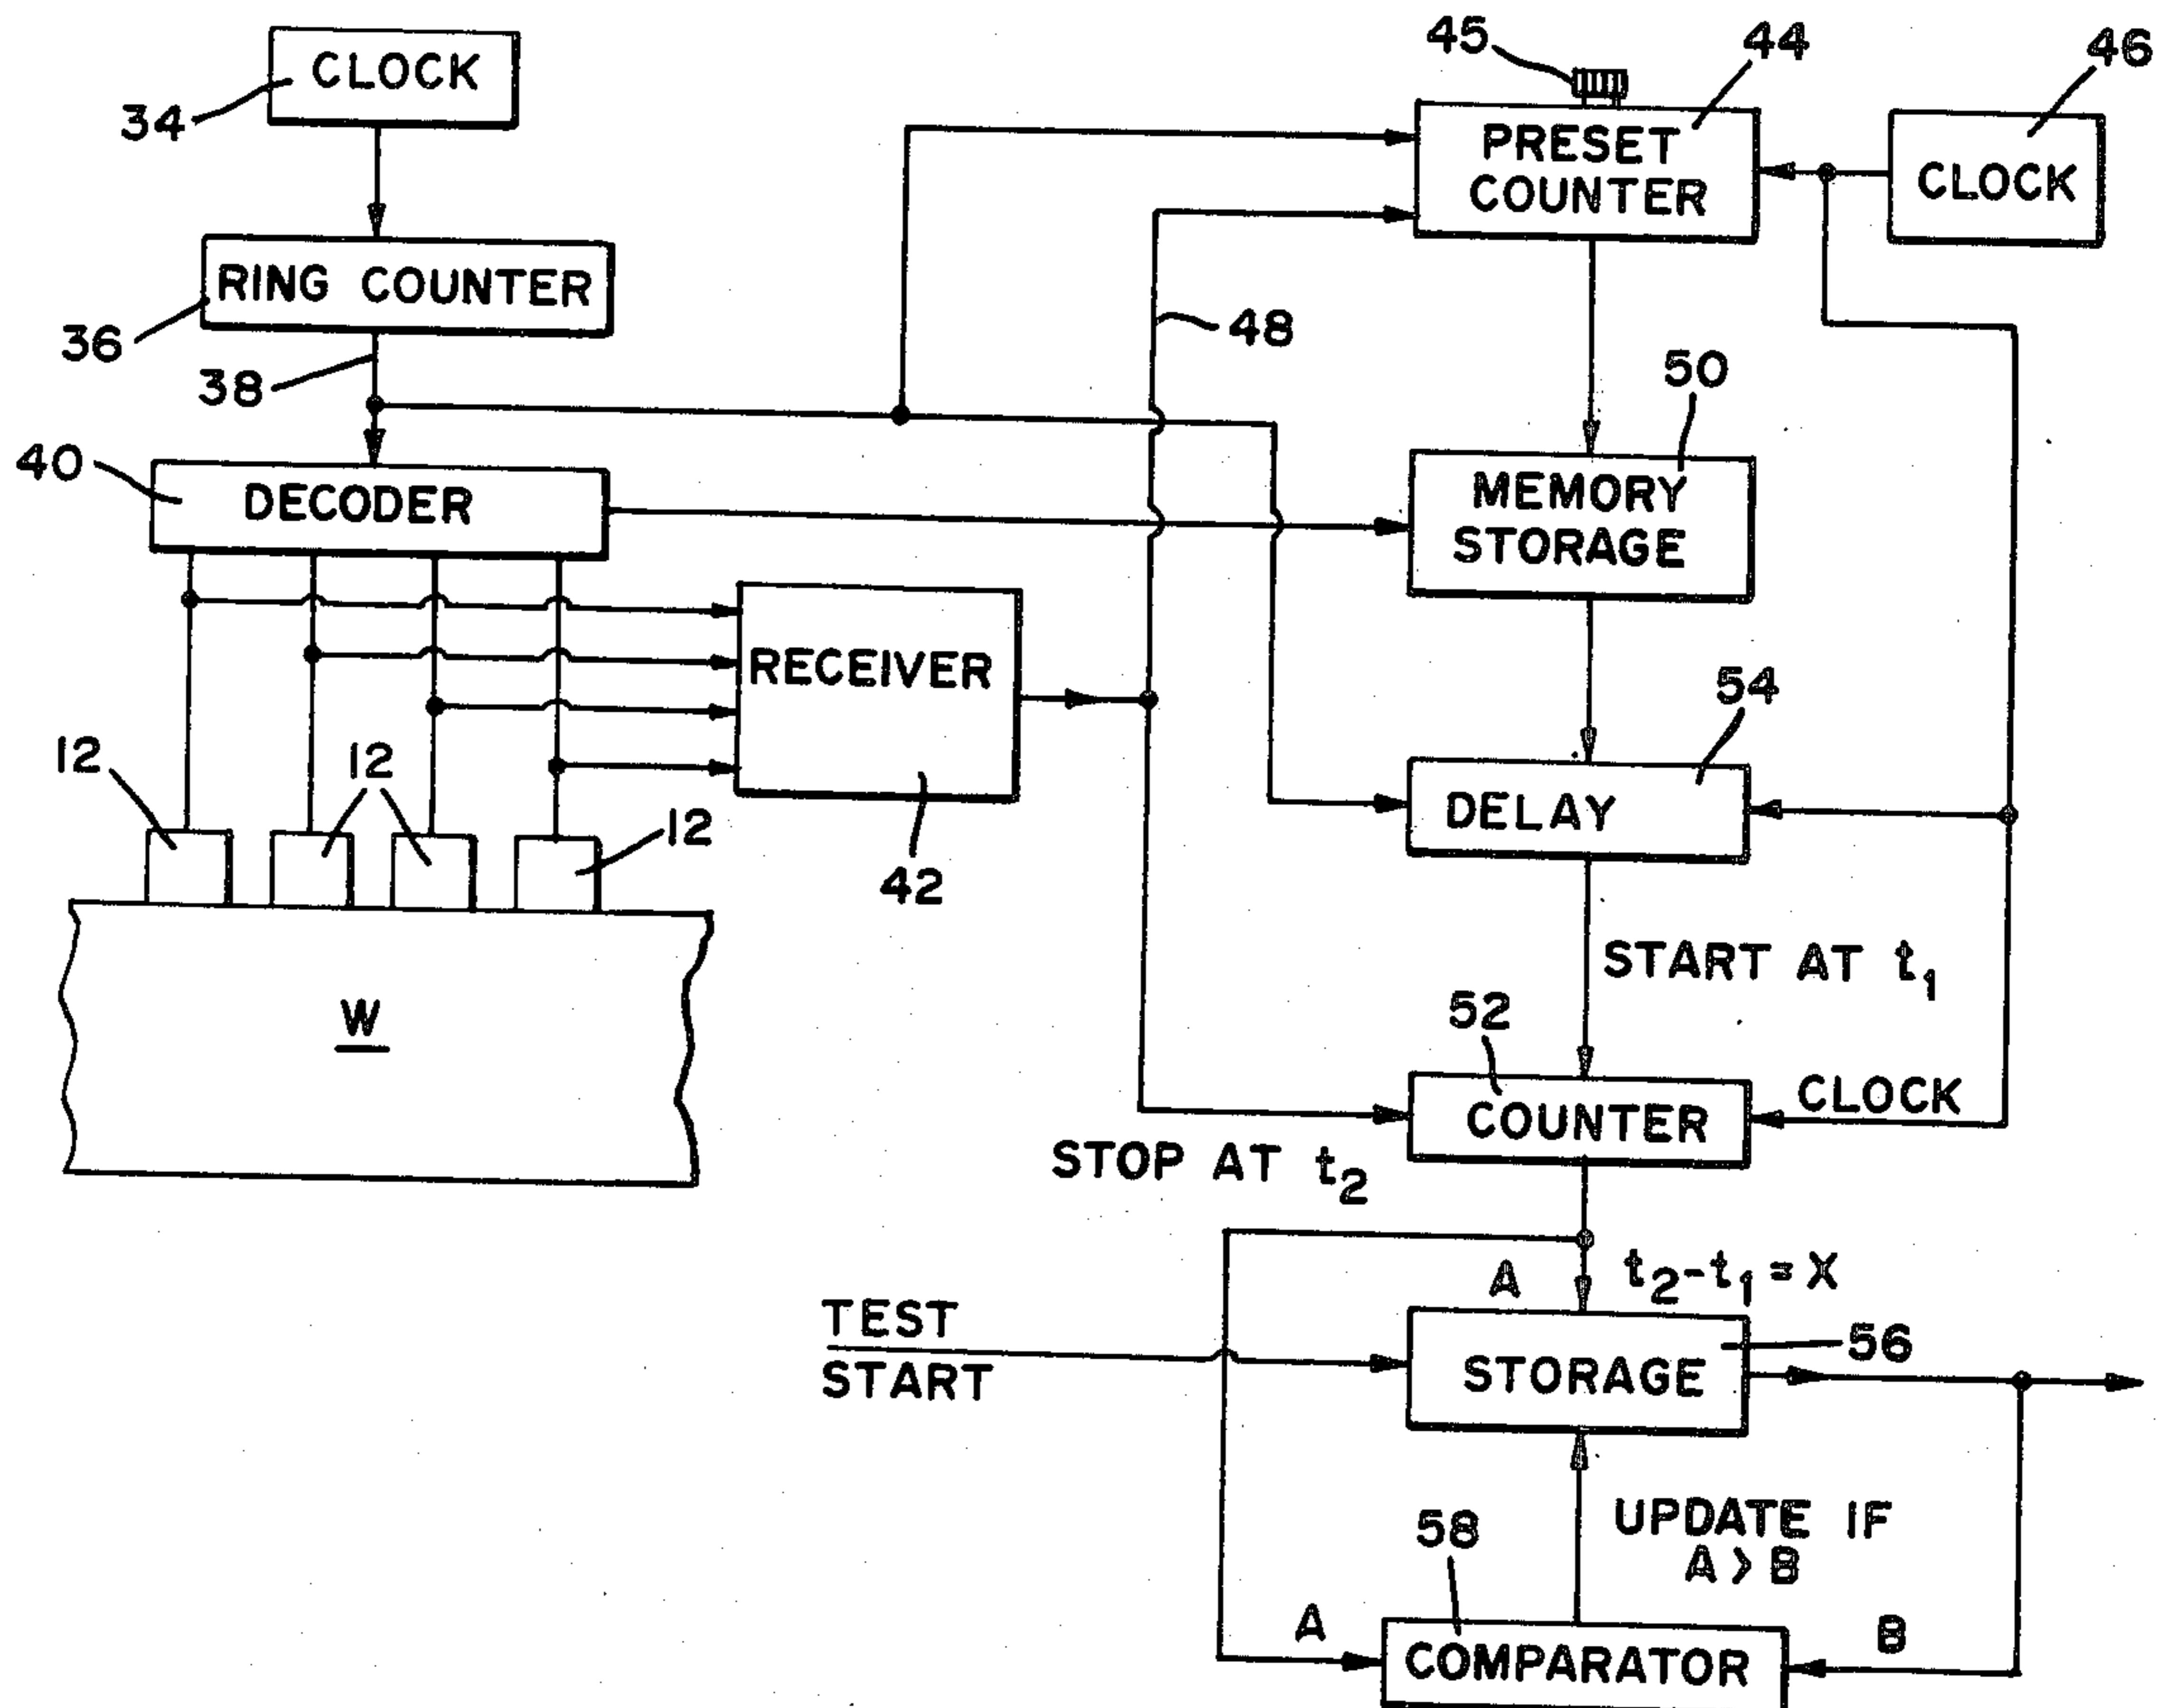 CLOCK
34
RING COUNTER
36
38
40
DECODER
RECEIVER
42
12
12
12
W
45
44
46
PRESET
COUNTER
CLOCK
48
50
MEMORY
STORAGE
54
DELAY
START AT t1
52
COUNTER
CLOCK
STOP AT t2
A
t2-t1 = X
TEST
START
STORAGE
56
UPDATE IF
A > B
58
A
COMPARATOR
B